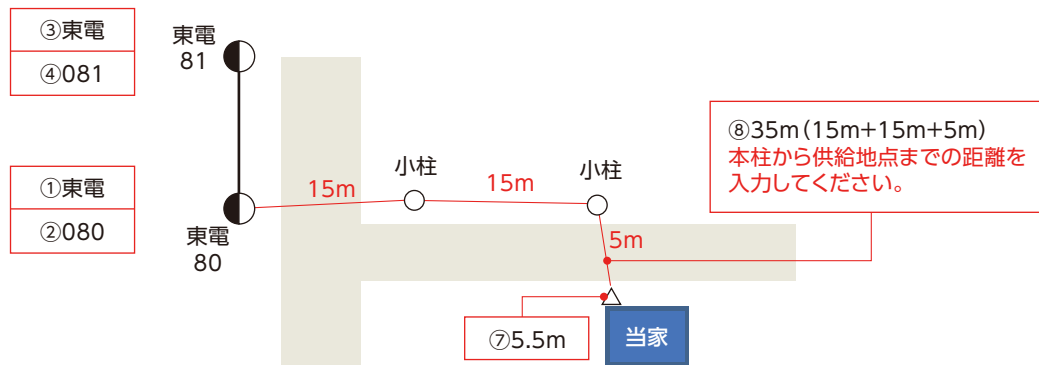 ③東電
④081
東電
81
①東電
②080
東電
80
15m
小柱
15m
小柱
5m
⑧35m(15m+15m+5m)
本柱から供給地点までの距離を
入力してください。
⑦5.5m
当家